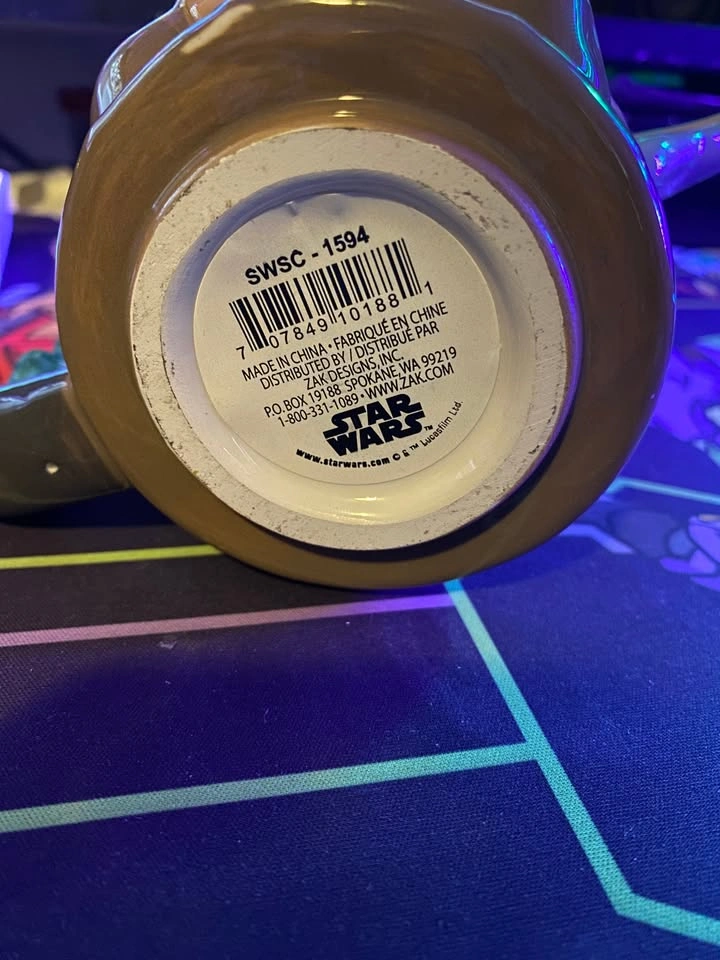 SWSC - 1594
7 07849 10188 1
MADE IN CHINA • FABRIQUÉ EN CHINE
DISTRIBUTED BY / DISTRIBUÉ PAR
ZAK DESIGNS, INC.
P.O. BOX 19188 SPOKANE, WA 99219
1-800-331-1089 • WWW.ZAK.COM
STAR
WARS™
www.starwars.com © & ™ Lucasfilm Ltd.